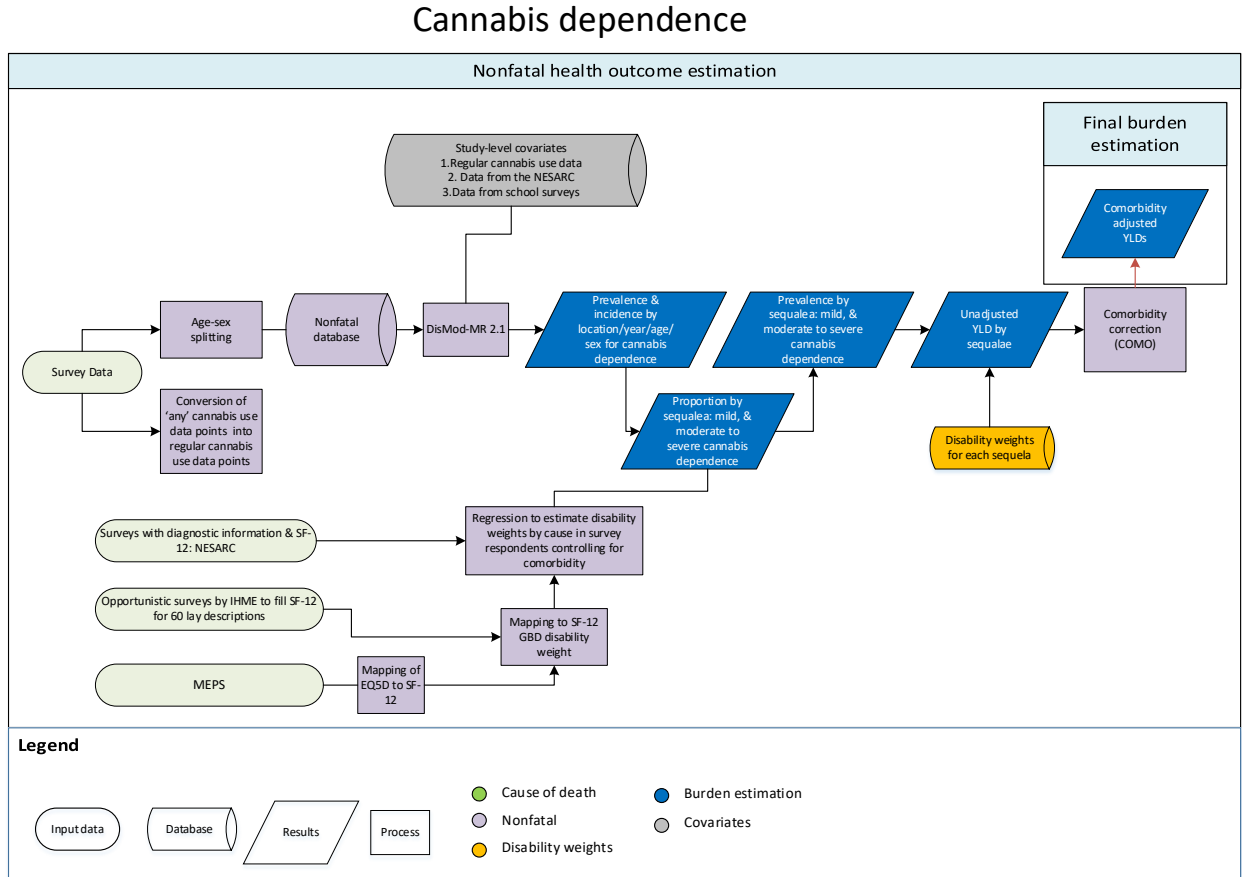 Cannabis dependence
Nonfatal health outcome estimation
Final burden
estimation
Study-level covariates
1.Regular cannabis use data
2. Data from the NESARC
3.Data from school surveys
Comorbidity
adjusted
YLDs
Survey Data
Age-sex
splitting
Nonfatal
database
DisMod-MR 2.1
Prevalence &
incidence by
location/year/age/
sex for cannabis
dependence
Prevalence by
sequalea: mild, &
moderate to severe
cannabis
dependence
Unadjusted
YLD by
sequalae
Comorbidity
correction
(COMO)
Conversion of
‘any’ cannabis use
data points into
regular cannabis
use data points
Proportion by
sequalea: mild, &
moderate to
severe cannabis
dependence
Disability weights
for each sequela
Surveys with diagnostic information & SF-
12: NESARC
Regression to estimate disability
weights by cause in survey
respondents controlling for
comorbidity
Opportunistic surveys by IHME to fill SF-12
for 60 lay descriptions
Mapping to SF-12
GBD disability
weight
MEPS
Mapping of
EQ5D to SF-
12
Legend
Input data
Database
Results
Process
Cause of death
Nonfatal
Disability weights
Burden estimation
Covariates